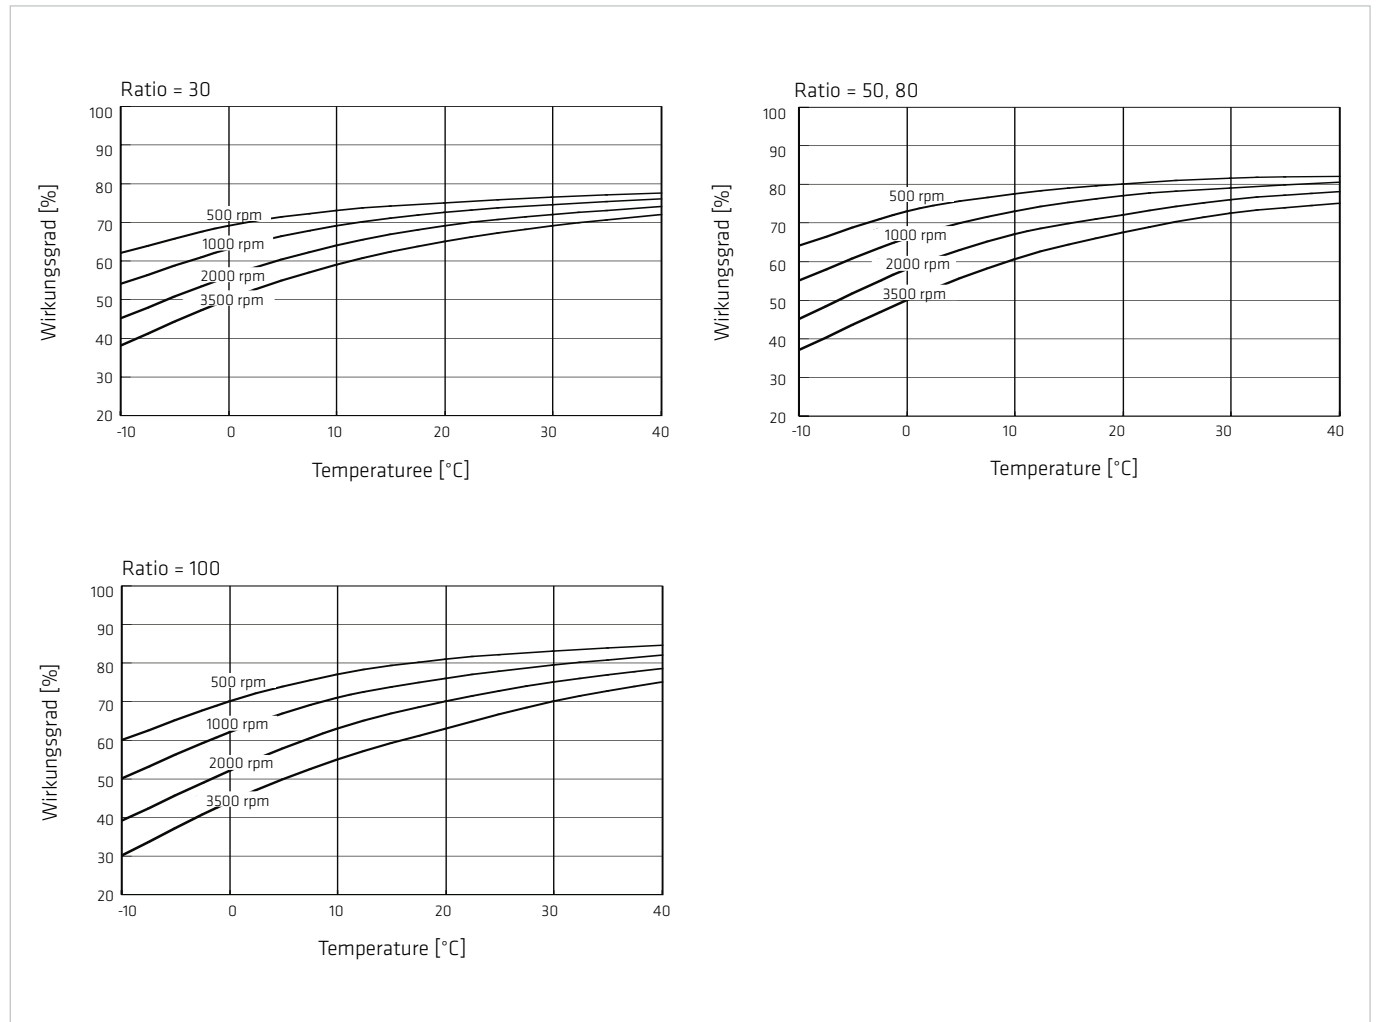 Ratio = 30
100
90
80
70
60
50
40
30
20
Wirkungsgrad [%]
500 rpm
1000 rpm
2000 rpm
3500 rpm
-10 0 10 20 30 40
Temperaturee [°C]
Ratio = 50, 80
100
90
80
70
60
50
40
30
20
Wirkungsgrad [%]
500 rpm
1000 rpm
2000 rpm
3500 rpm
-10 0 10 20 30 40
Temperature [°C]
Ratio = 100
100
90
80
70
60
50
40
30
20
Wirkungsgrad [%]
500 rpm
1000 rpm
2000 rpm
3500 rpm
-10 0 10 20 30 40
Temperature [°C]